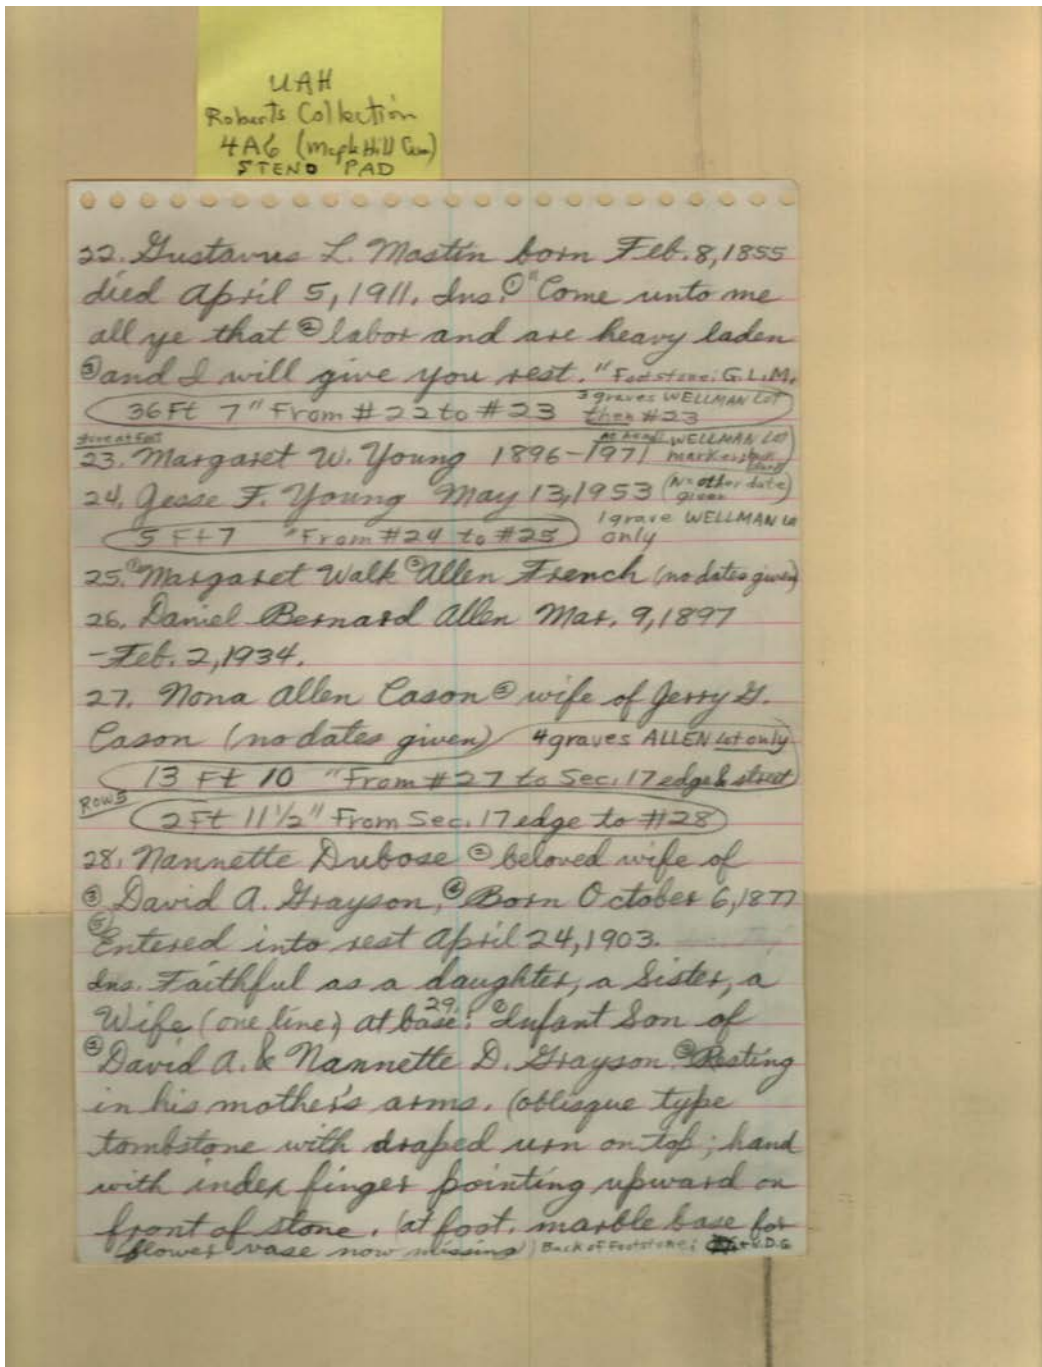 UAH
Roberts Collection
4A6 (Maple Hill Cem)
STENO PAD
22. Gustavus L. Mastin born Feb. 8, 1855
died April 5, 1911. Ins. ① "Come unto me
all ye that ② labor and are heavy laden
③ and I will give you rest." Footstone: G.L.M.
36 Ft 7" From #22 to #23 3 graves WELLMAN Lot
then #23
WELLMAN Lot
23. Margaret W. Young 1896-1971 marker
24. Jesse F. Young May 13, 1953 (No other date
given)
5 Ft 7 " From #24 to #25 1 grave WELLMAN Lot
only
25. ① Margaret Walk ② Allen French (no dates given)
26. Daniel Bernard Allen Mar. 9, 1897
- Feb. 2, 1934.
27. Nona Allen Cason ② wife of Jerry G.
Cason (no dates given) 4 graves ALLEN Lot only
13 Ft 10 " From #27 to Sec. 17 edge & street
Row 5
2 Ft 11 1/2" From Sec. 17 edge to #28
28. Nannette Dubose ② beloved wife of
③ David A. Grayson, ④ Born October 6, 1877
⑤ Entered into rest April 24, 1903.
Ins. Faithful as a daughter, a Sister, a
Wife (one line) at base: 29. Infant Son of
② David A. & Nannette D. Grayson ③ Resting
in his mother's arms. (oblisque type
tombstone with draped urn on top; hand
with index finger pointing upward on
front of stone. (at foot. marble base for
flower vase now missing) Back of Footstone: N.D.G